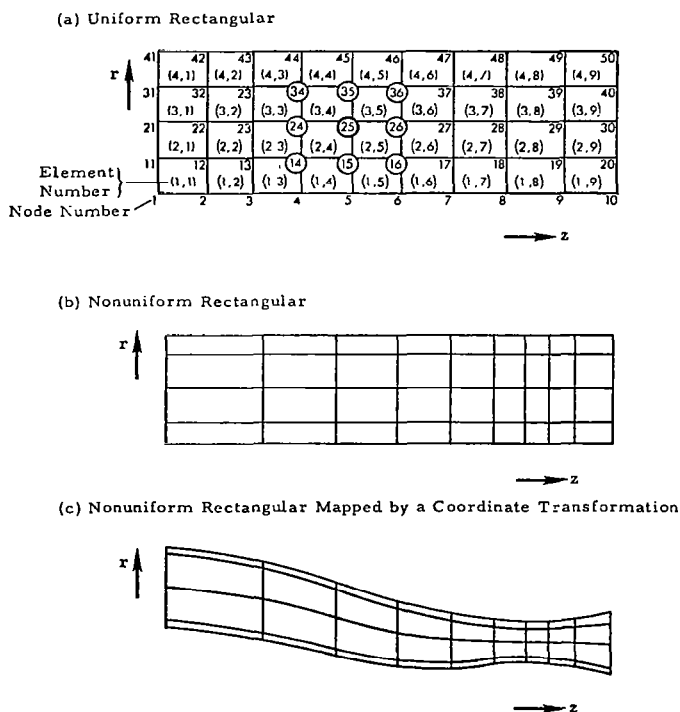 (a) Uniform Rectangular
41 42 43 44 45 46 47 48 49 50
r (4,1) (4,2) (4,3) (4,4) (4,5) (4,6) (4,7) (4,8) (4,9)
31 32 23 34 35 36 37 38 39 40
(3,1) (3,2) (3,3) (3,4) (3,5) (3,6) (3,7) (3,8) (3,9)
21 22 23 24 25 26 27 28 29 30
(2,1) (2,2) (2 3) (2,4) (2,5) (2,6) (2,7) (2,8) (2,9)
11 12 13 14 15 16 17 18 19 20
Element
Number
(1,1) (1,2) (1 3) (1,4) (1,5) (1,6) (1,7) (1,8) (1,9)
Node Number
1 2 3 4 5 6 7 8 9 10
z
(b) Nonuniform Rectangular
r
z
(c) Nonuniform Rectangular Mapped by a Coordinate Transformation
r
z